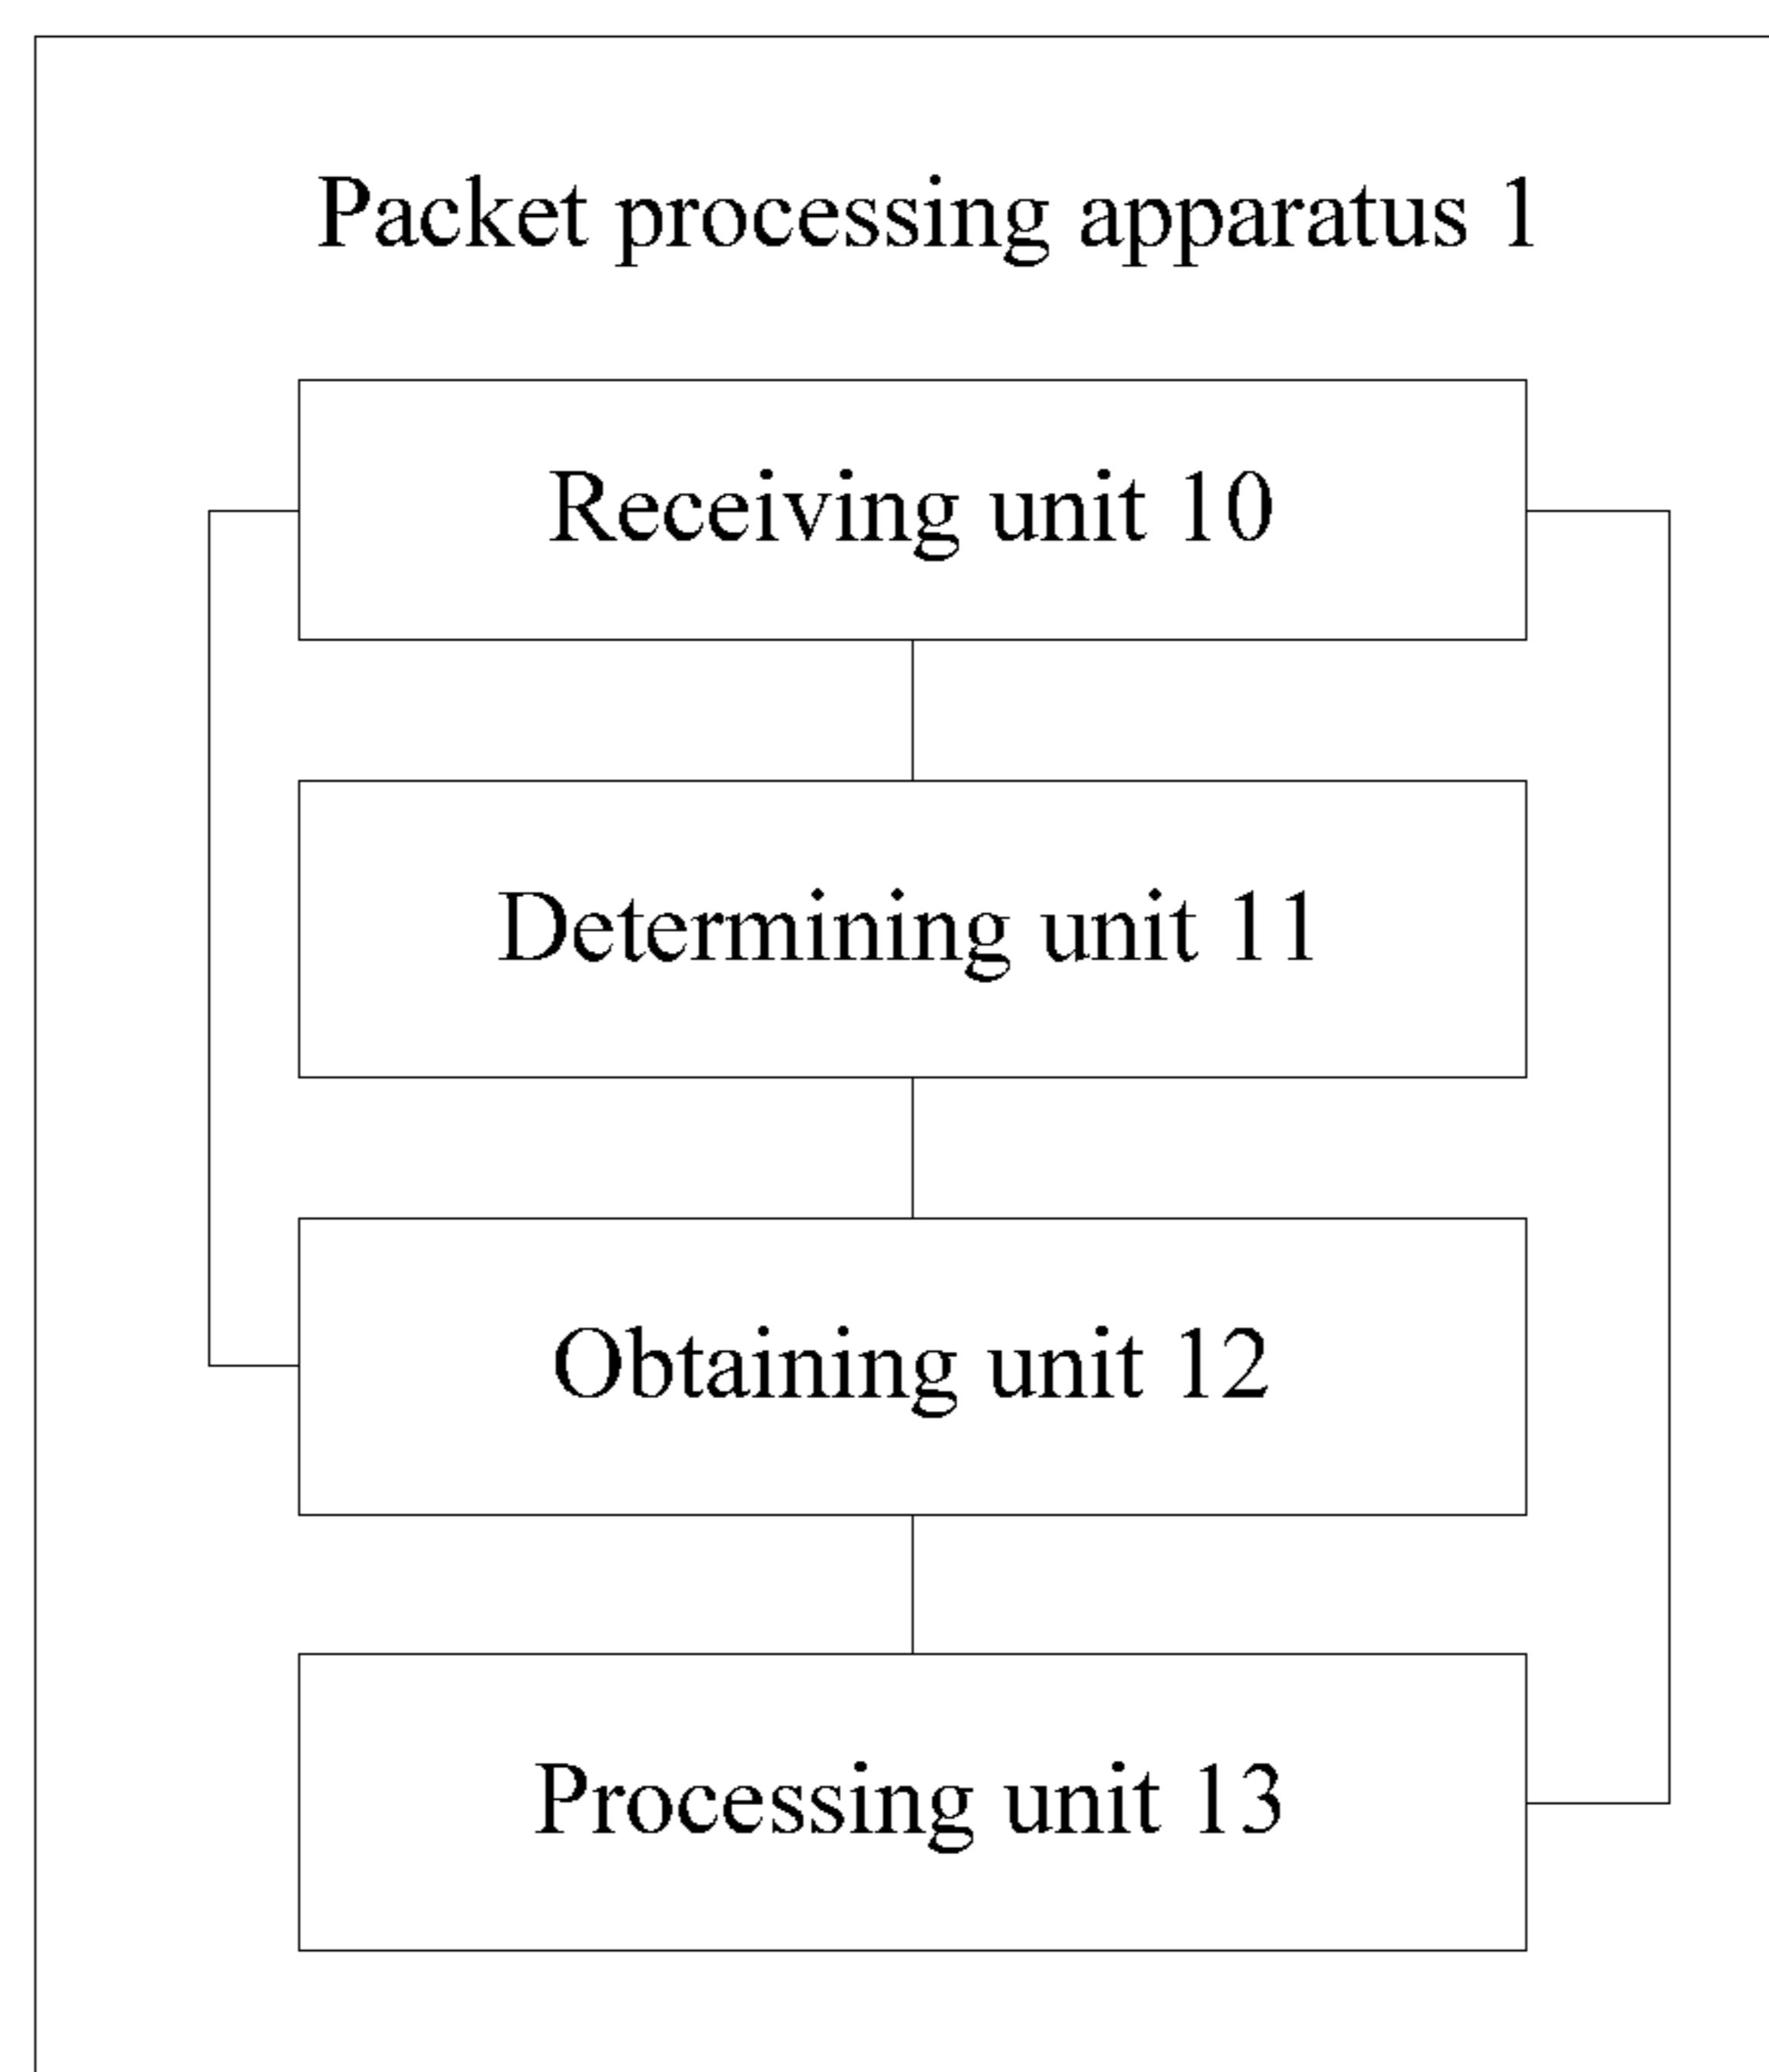 Packet processing apparatus 1
Receiving unit 10
Determining unit 11
Obtaining unit 12
Processing unit 13